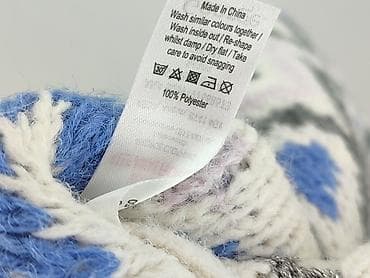 Made In China
Wash similar colours together /
Wash inside out / Re-shape
whilst damp / Dry flat / Take
care to avoid snagging
100% Polyester